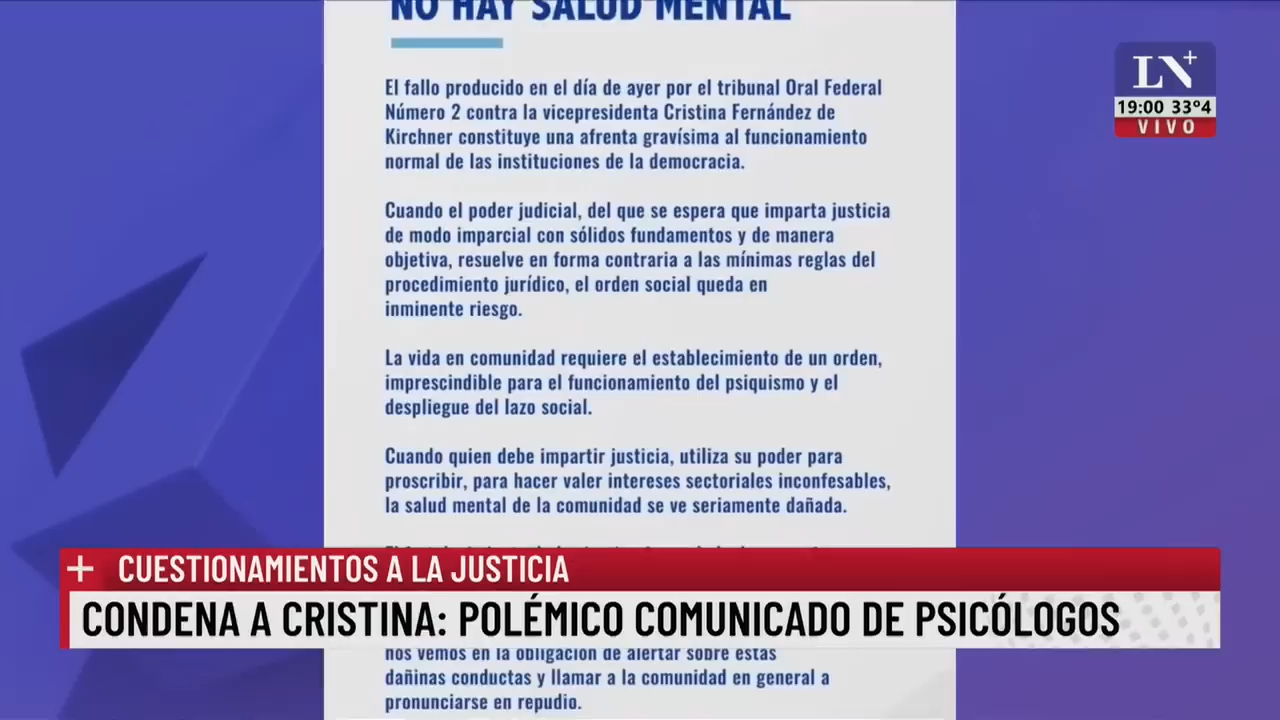 NO HAY SALUD MENTAL
El fallo producido en el día de ayer por el tribunal Oral Federal
Número 2 contra la vicepresidenta Cristina Fernández de
Kirchner constituye una afrenta gravísima al funcionamiento
normal de las instituciones de la democracia.
Cuando el poder judicial, del que se espera que imparta justicia
de modo imparcial con sólidos fundamentos y de manera
objetiva, resuelve en forma contraria a las mínimas reglas del
procedimiento jurídico, el orden social queda en
inminente riesgo.
La vida en comunidad requiere el establecimiento de un orden,
imprescindible para el funcionamiento del psiquismo y el
despliegue del lazo social.
Cuando quien debe impartir justicia, utiliza su poder para
proscribir, para hacer valer intereses sectoriales inconfesables,
la salud mental de la comunidad se ve seriamente dañada.
nos vemos en la obligación de alertar sobre estas
dañinas conductas y llamar a la comunidad en general a
pronunciarse en repudio.
LN+
19:00 33º4
VIVO
+ CUESTIONAMIENTOS A LA JUSTICIA
CONDENA A CRISTINA: POLÉMICO COMUNICADO DE PSICÓLOGOS